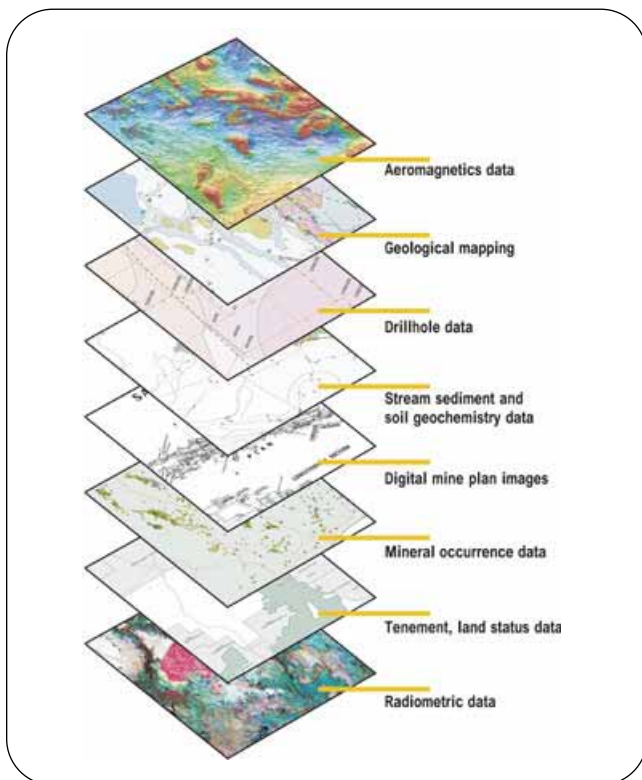 Aeromagnetics data
Geological mapping
Drillhole data
Stream sediment and
soil geochemistry data
Digital mine plan images
Mineral occurrence data
Tenement, land status data
Radiometric data